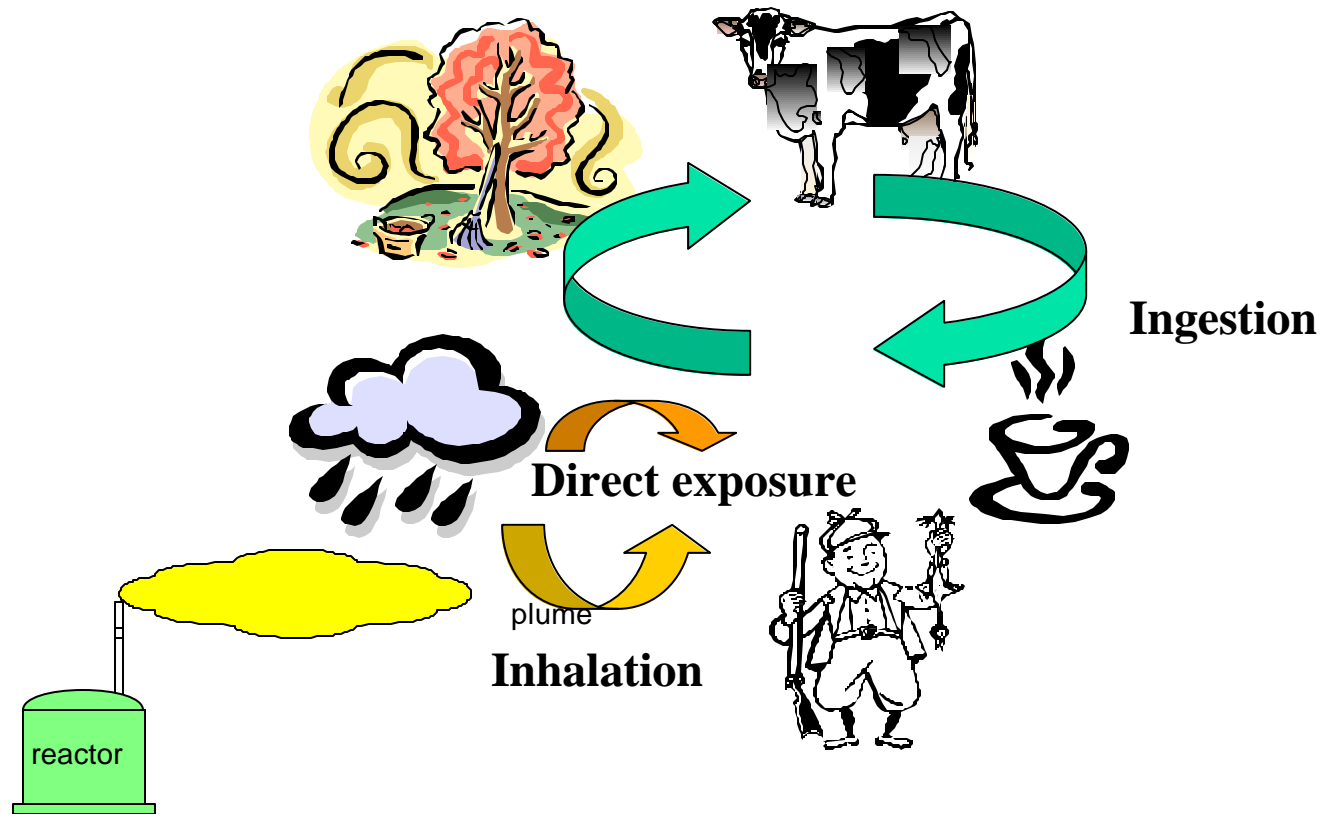 Ingestion
Direct exposure
plume
Inhalation
reactor